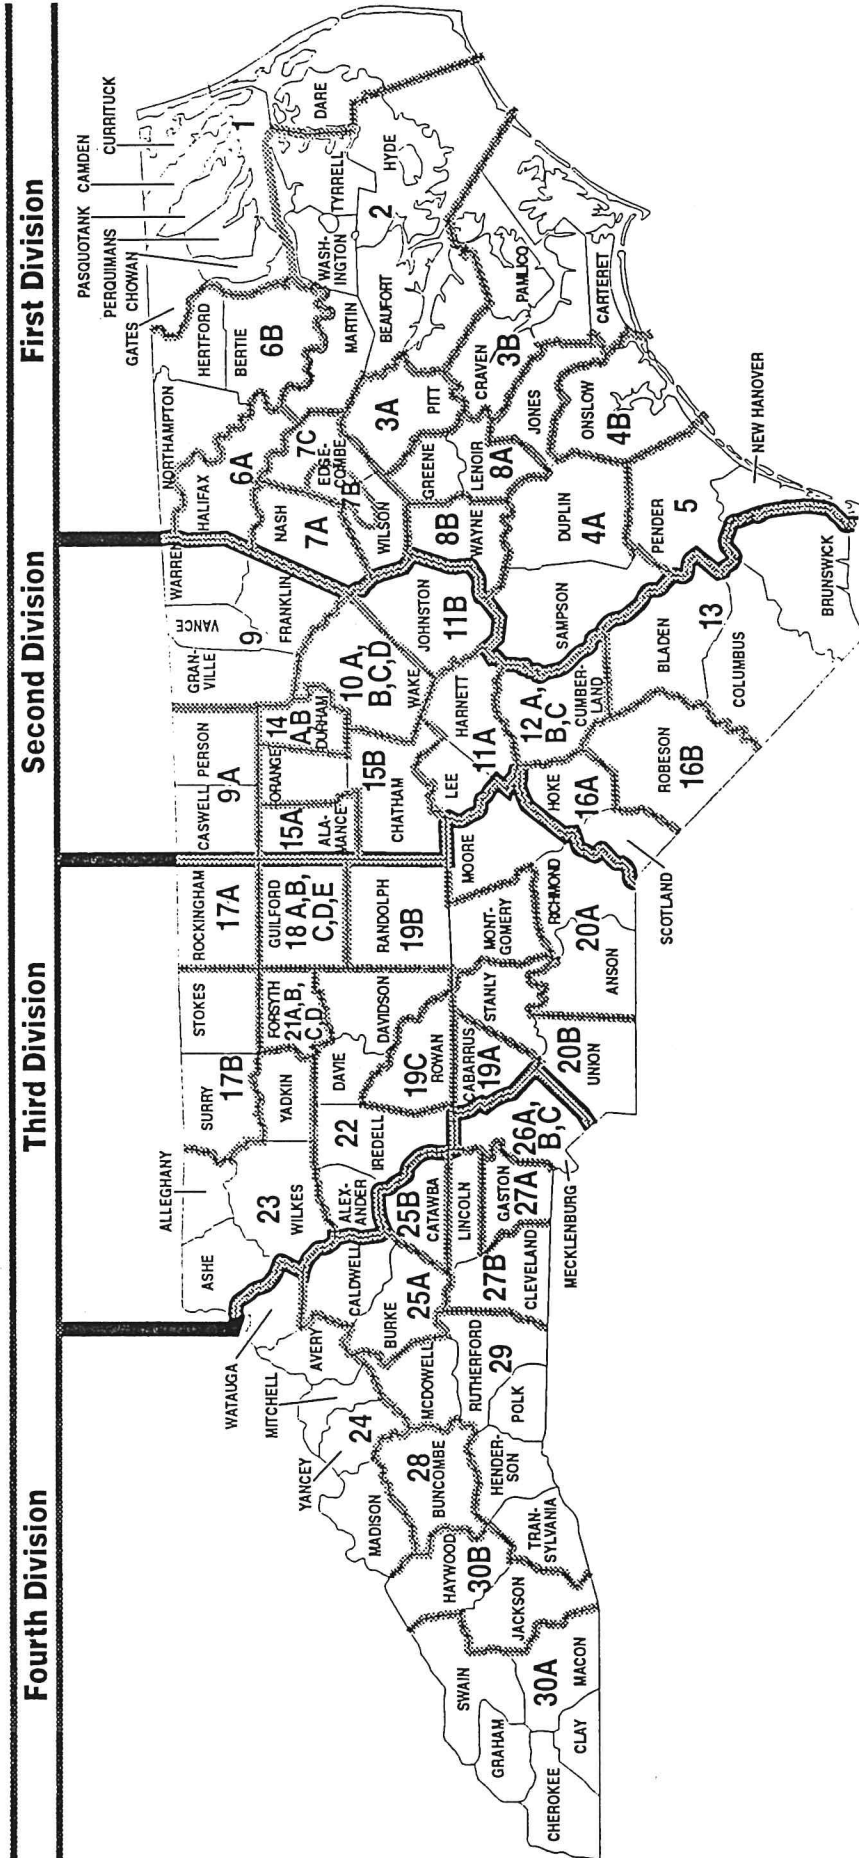 Fourth Division
Third Division
Second Division
First Division
CHEROKEE
GRAHAM
CLAY
SWAIN
30A
MACON
JACKSON
HAYWOOD
30B
TRAN-
SYLVANIA
MADISON
BUNCOMBE
28
HENDER-
SON
YANCEY
24
MITCHELL
AVERY
WATAUGA
MCDOWELL
POLK
RUTHERFORD
29
BURKE
25A
CALDWELL
CLEVELAND
27B
LINCOLN
GASTON
27A
CATAWBA
25B
MECKLENBURG
26A,
B,C
ASHE
ALLEGHANY
WILKES
23
ALEX-
ANDER
IREDELL
22
SURRY
17B
YADKIN
DAVIE
STOKES
FORSYTH
21A,B,
C,D
DAVIDSON
19C
ROWAN
CABARRUS
19A
STANLY
20B
UNION
ANSON
20A
RICHMOND
MONT-
GOMERY
MOORE
SCOTLAND
ROCKINGHAM
17A
GUILFORD
18 A,B,
C,D,E
RANDOLPH
19B
CASWELL
PERSON
9A
15A
ALA-
MANCE
ORANGE
14
A,B
DURHAM
15B
CHATHAM
LEE
HARNETT
11A
HOKE
16A
ROBESON
16B
GRAN-
VILLE
VANCE
WARREN
9
FRANKLIN
10 A,
B,C,D
WAKE
JOHNSTON
11B
12 A,
B,C
CUMBER-
LAND
BLADEN
13
COLUMBUS
BRUNSWICK
NORTHAMPTON
HALIFAX
6A
NASH
7A
7C
EDGE-
COMBE
7B
WILSON
8B
WAYNE
GREENE
LENOIR
8A
SAMPSON
DUPLIN
4A
PENDER
5
NEW HANOVER
JONES
ONSLOW
4B
GATES
HERTFORD
BERTIE
6B
MARTIN
3A
PITT
CRAVEN
3B
PAMLICO
CARTERET
CHOWAN
PERQUIMANS
PASQUOTANK
CAMDEN
CURRITUCK
1
WASH-
INGTON
TYRRELL
DARE
HYDE
2
BEAUFORT